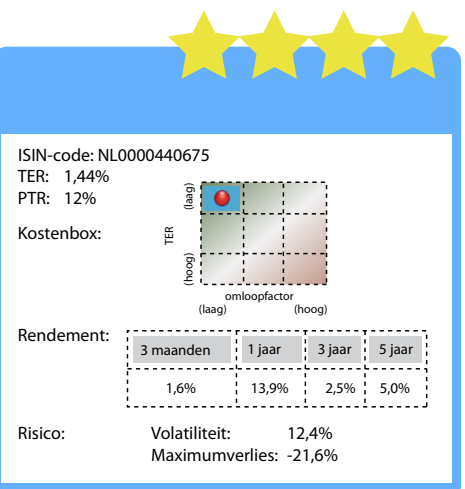 ISIN-code: NL0000440675
TER: 1,44%
PTR: 12%
Kostenbox:
TER
(laag)
(hoog)
omloopfactor
(laag) (hoog)
Rendement:
3 maanden 1 jaar 3 jaar 5 jaar
1,6% 13,9% 2,5% 5,0%
Risico: Volatiliteit: 12,4%
Maximumverlies: -21,6%